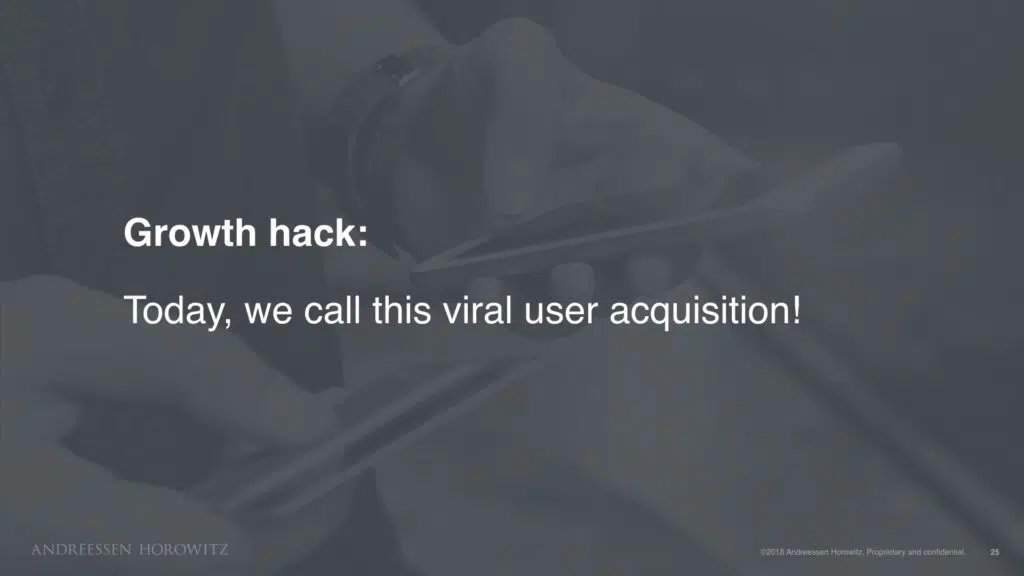 Growth hack:
Today, we call this viral user acquisition!
ANDREESSEN HOROWITZ
©2018 Andreessen Horowitz. Proprietary and confidential.
25